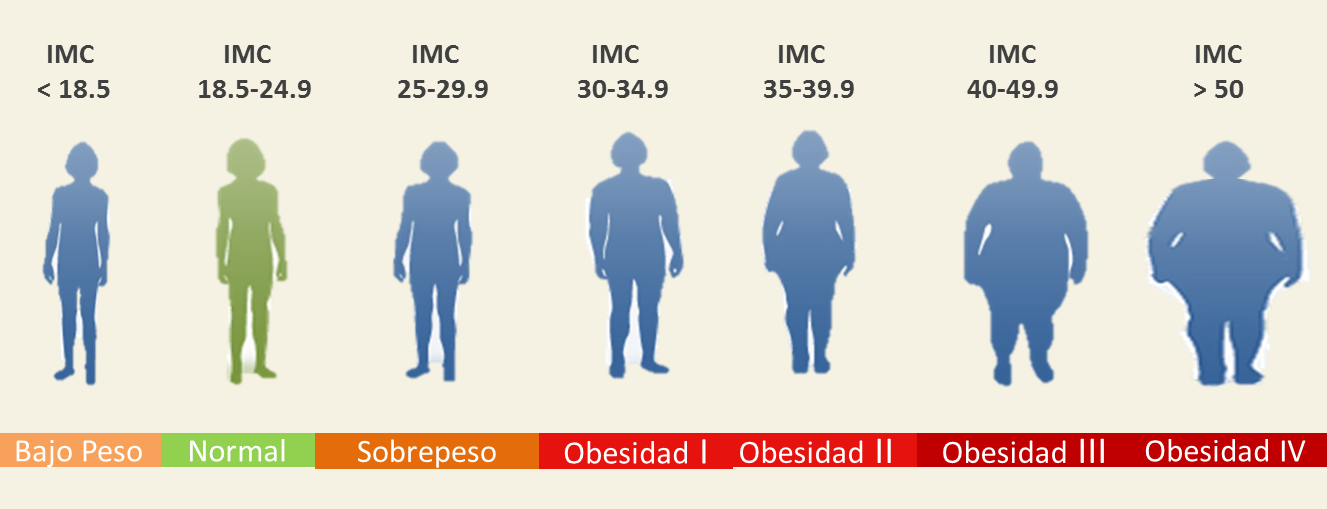 IMC
< 18.5
IMC
18.5-24.9
IMC
25-29.9
IMC
30-34.9
IMC
35-39.9
IMC
40-49.9
IMC
> 50
Bajo Peso
Normal
Sobrepeso
Obesidad I
Obesidad II
Obesidad III
Obesidad IV